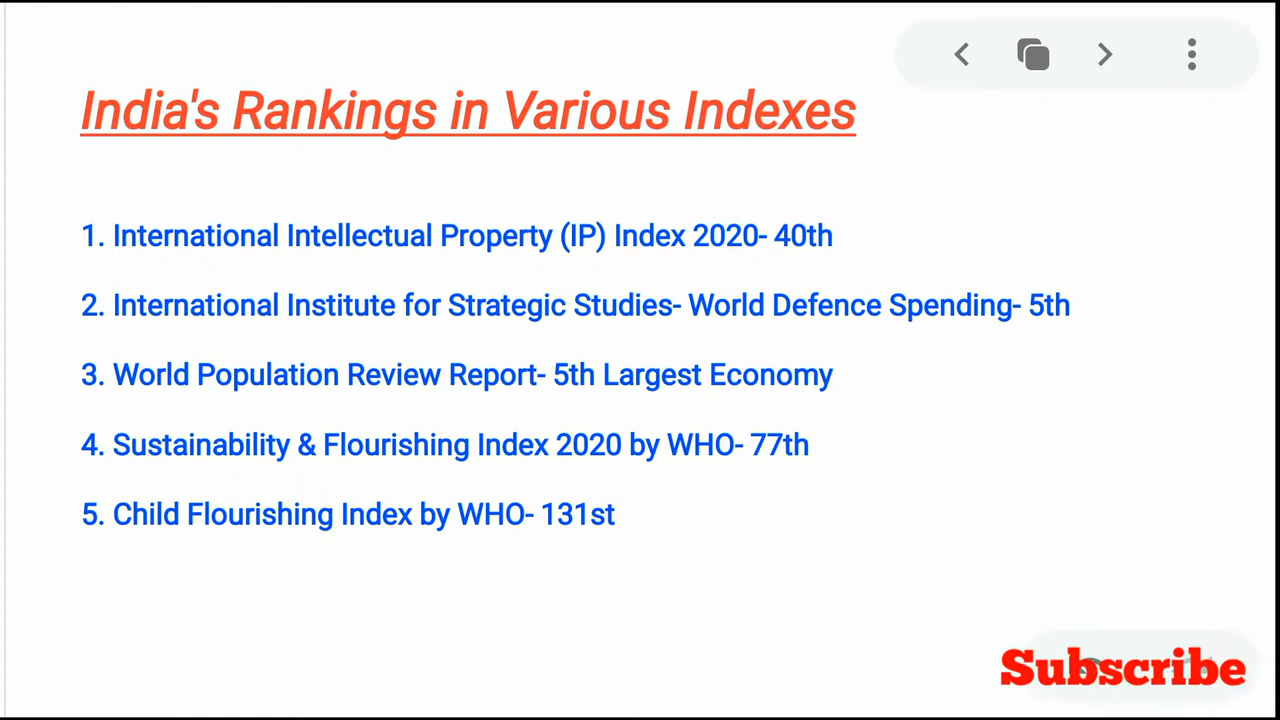 India's Rankings in Various Indexes
1. International Intellectual Property (IP) Index 2020- 40th
2. International Institute for Strategic Studies- World Defence Spending- 5th
3. World Population Review Report- 5th Largest Economy
4. Sustainability & Flourishing Index 2020 by WHO- 77th
5. Child Flourishing Index by WHO- 131st
Subscribe